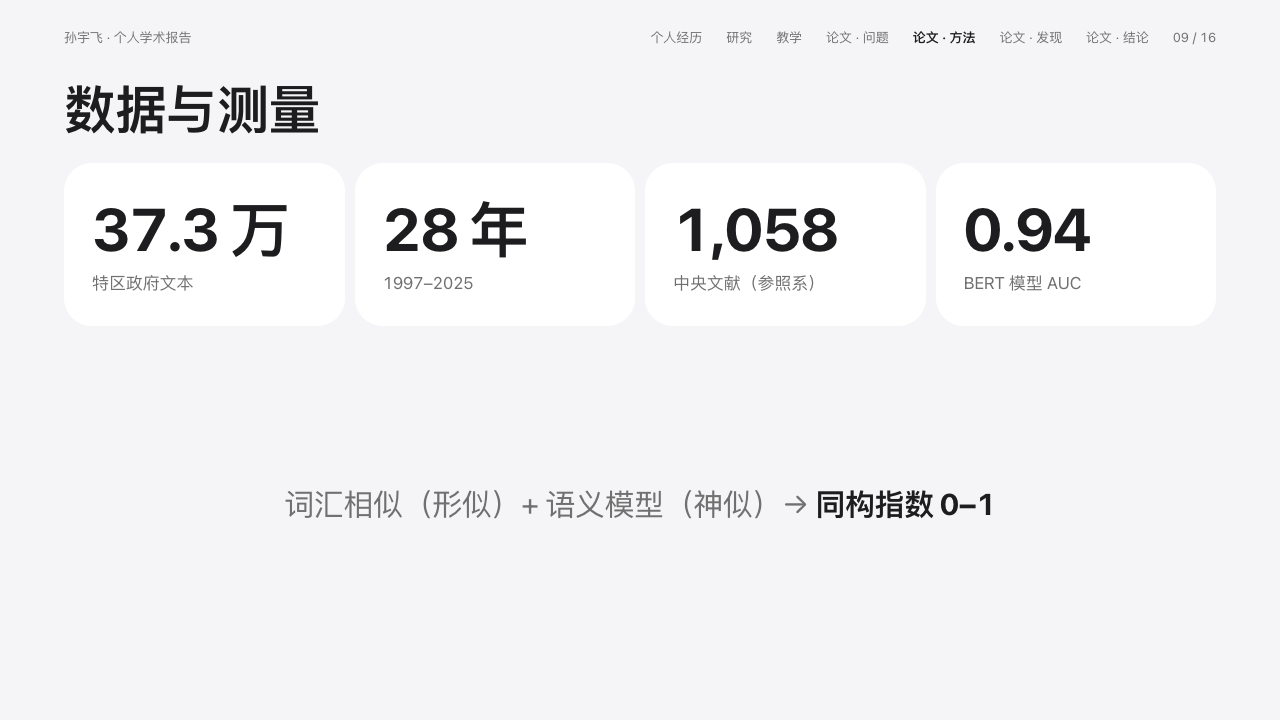 孙宇飞 · 个人学术报告
个人经历 研究 教学 论文 · 问题 论文 · 方法 论文 · 发现 论文 · 结论 09 / 16
数据与测量
37.3 万
特区政府文本
28 年
1997–2025
1,058
中央文献（参照系）
0.94
BERT 模型 AUC
词汇相似（形似）+ 语义模型（神似）→ 同构指数 0–1